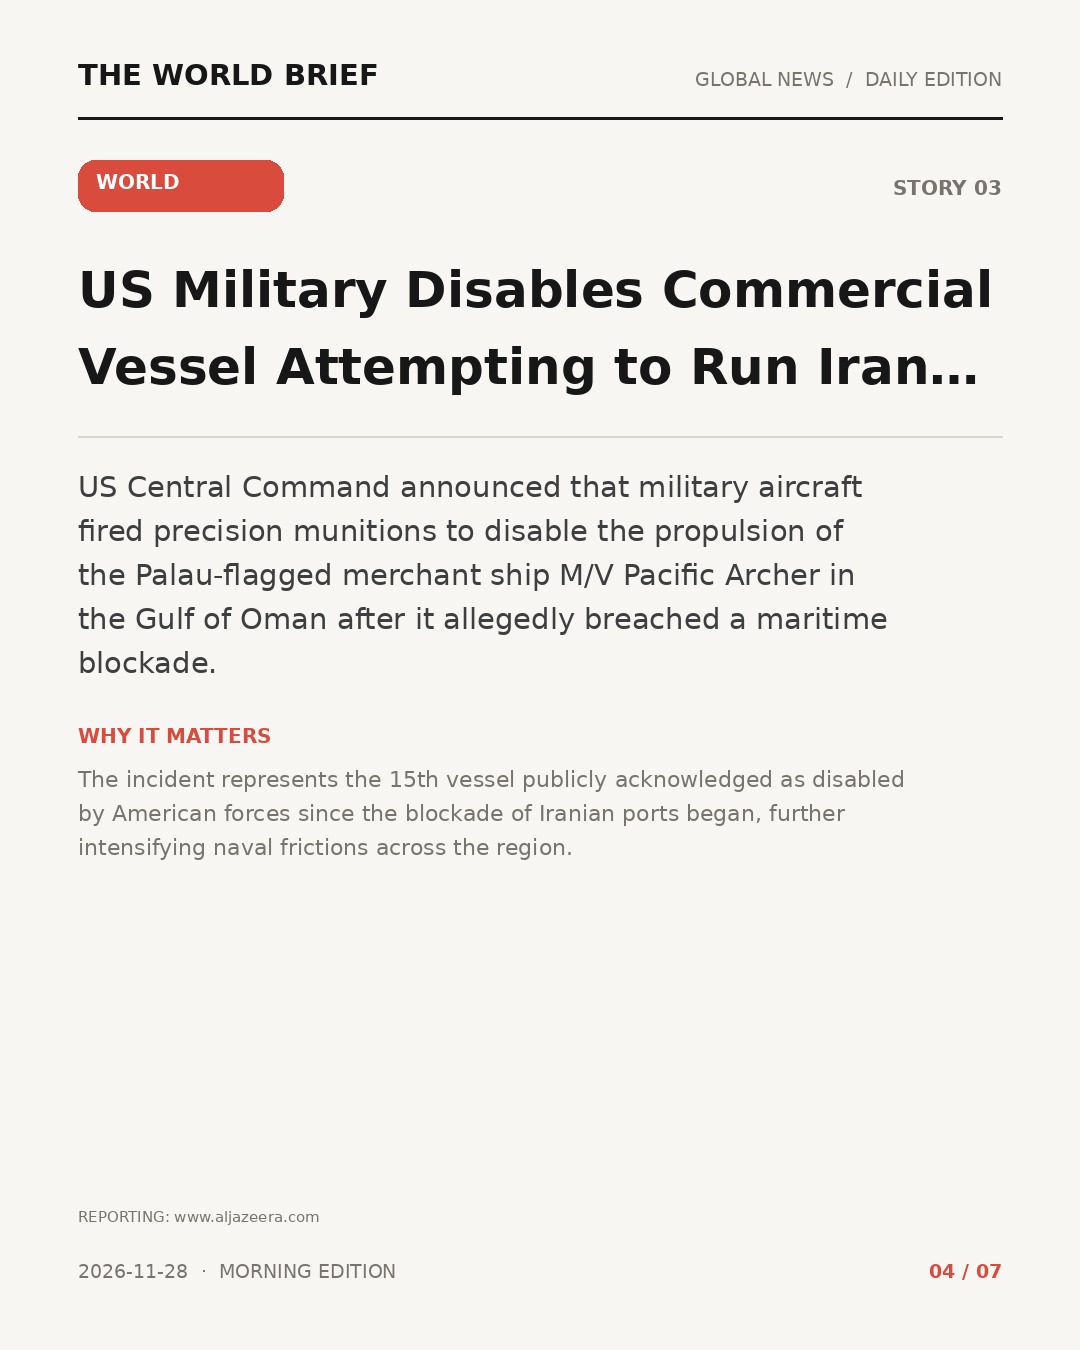 THE WORLD BRIEF
GLOBAL NEWS / DAILY EDITION
WORLD
STORY 03
US Military Disables Commercial
Vessel Attempting to Run Iran…
US Central Command announced that military aircraft
fired precision munitions to disable the propulsion of
the Palau-flagged merchant ship M/V Pacific Archer in
the Gulf of Oman after it allegedly breached a maritime
blockade.
WHY IT MATTERS
The incident represents the 15th vessel publicly acknowledged as disabled
by American forces since the blockade of Iranian ports began, further
intensifying naval frictions across the region.
REPORTING: www.aljazeera.com
2026-11-28 · MORNING EDITION
04 / 07